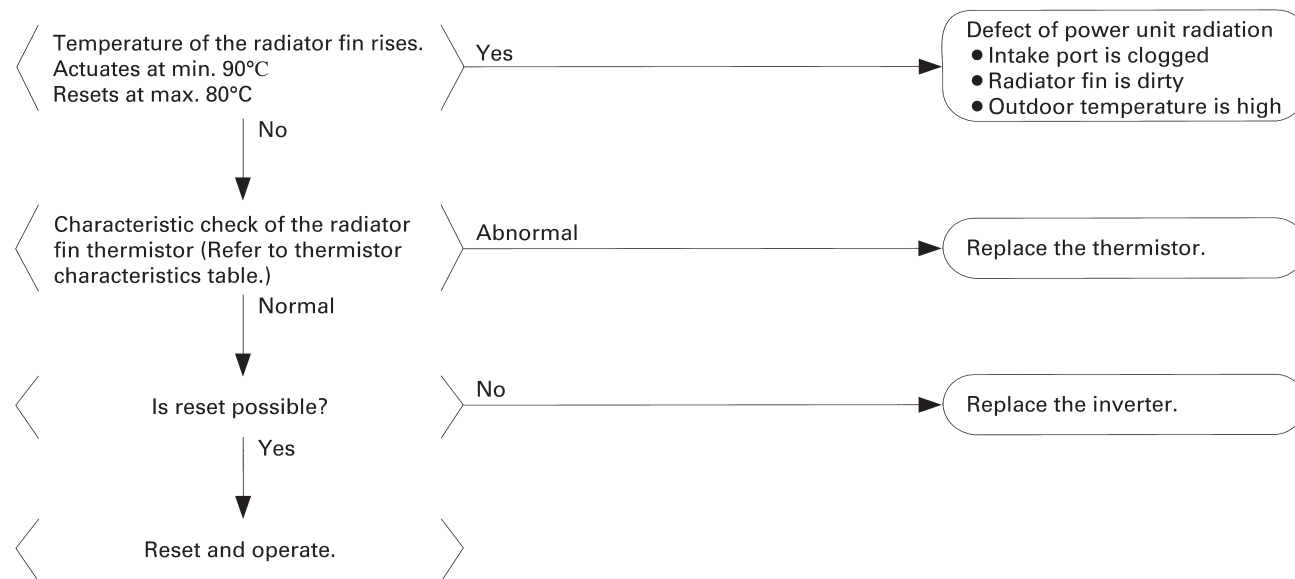 Temperature of the radiator fin rises.
Actuates at min. 90°C
Resets at max. 80°C
Yes
Defect of power unit radiation
● Intake port is clogged
● Radiator fin is dirty
● Outdoor temperature is high
No
Characteristic check of the radiator
fin thermistor (Refer to thermistor
characteristics table.)
Abnormal
Replace the thermistor.
Normal
Is reset possible?
No
Replace the inverter.
Yes
Reset and operate.